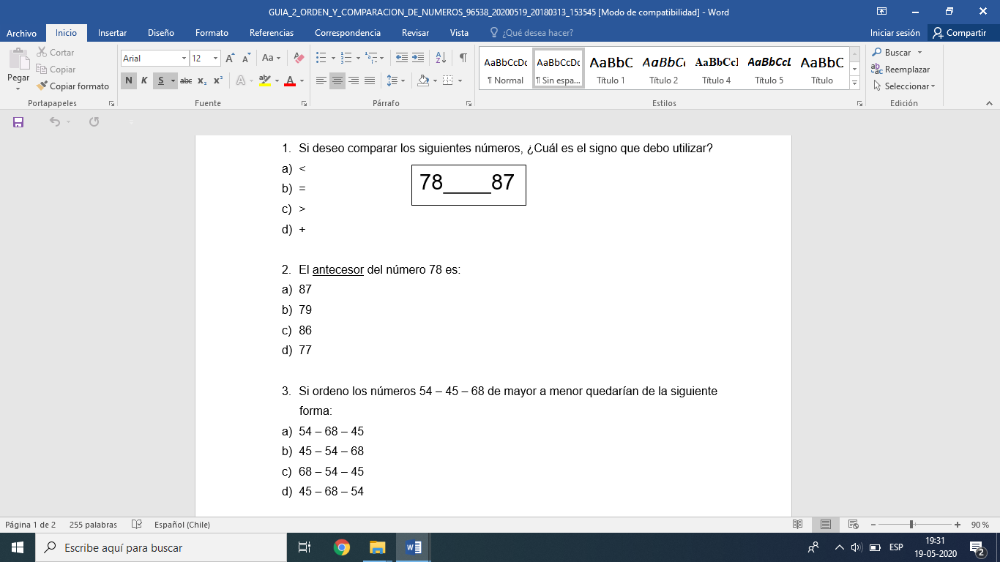 GUIA_2_ORDEN_Y_COMPARACION_DE_NUMEROS_96538_20200519_20180313_153545 [Modo de compatibilidad] - Word
Archivo Inicio Insertar Diseño Formato Referencias Correspondencia Revisar Vista ¿Qué desea hacer? Iniciar sesión Compartir
Pegar
Cortar
Copiar
Copiar formato
Portapapeles
Arial 12 A A Aa
N K S abc x₂ x² A A
Fuente
Párrafo
AaBbCcDc AaBbCcDc AaBbC AaBbCc AaBbCcl AaBbCcL AaBbC
¶ Normal ¶ Sin espa... Título 1 Título 2 Título 4 Título 5 Título
Estilos
Buscar
Reemplazar
Seleccionar
Edición
1. Si deseo comparar los siguientes números, ¿Cuál es el signo que debo utilizar?
a) <
b) =
c) >
d) +
78____87
2. El antecesor del número 78 es:
a) 87
b) 79
c) 86
d) 77
3. Si ordeno los números 54 – 45 – 68 de mayor a menor quedarían de la siguiente
forma:
a) 54 – 68 – 45
b) 45 – 54 – 68
c) 68 – 54 – 45
d) 45 – 68 – 54
Página 1 de 2 255 palabras Español (Chile) 90 %
Escribe aquí para buscar
ESP
19:31
19-05-2020
2